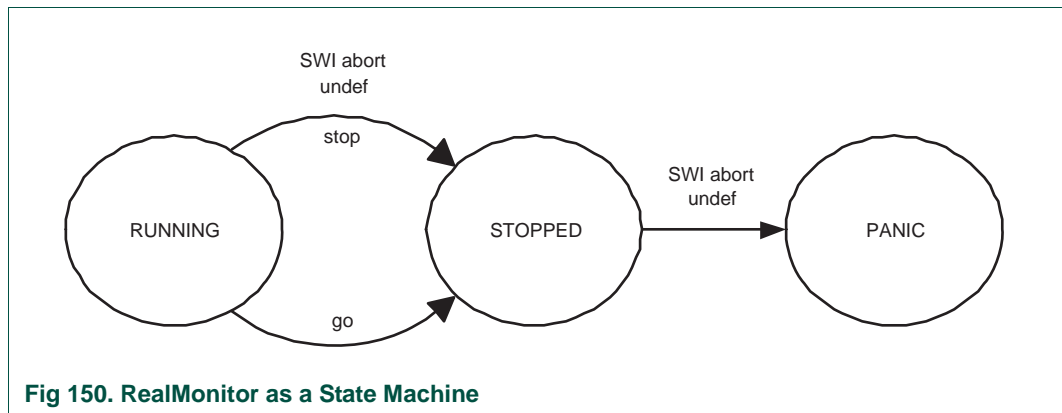 SWI abort
undef
stop
RUNNING
go
STOPPED
SWI abort
undef
PANIC
Fig 150. RealMonitor as a State Machine